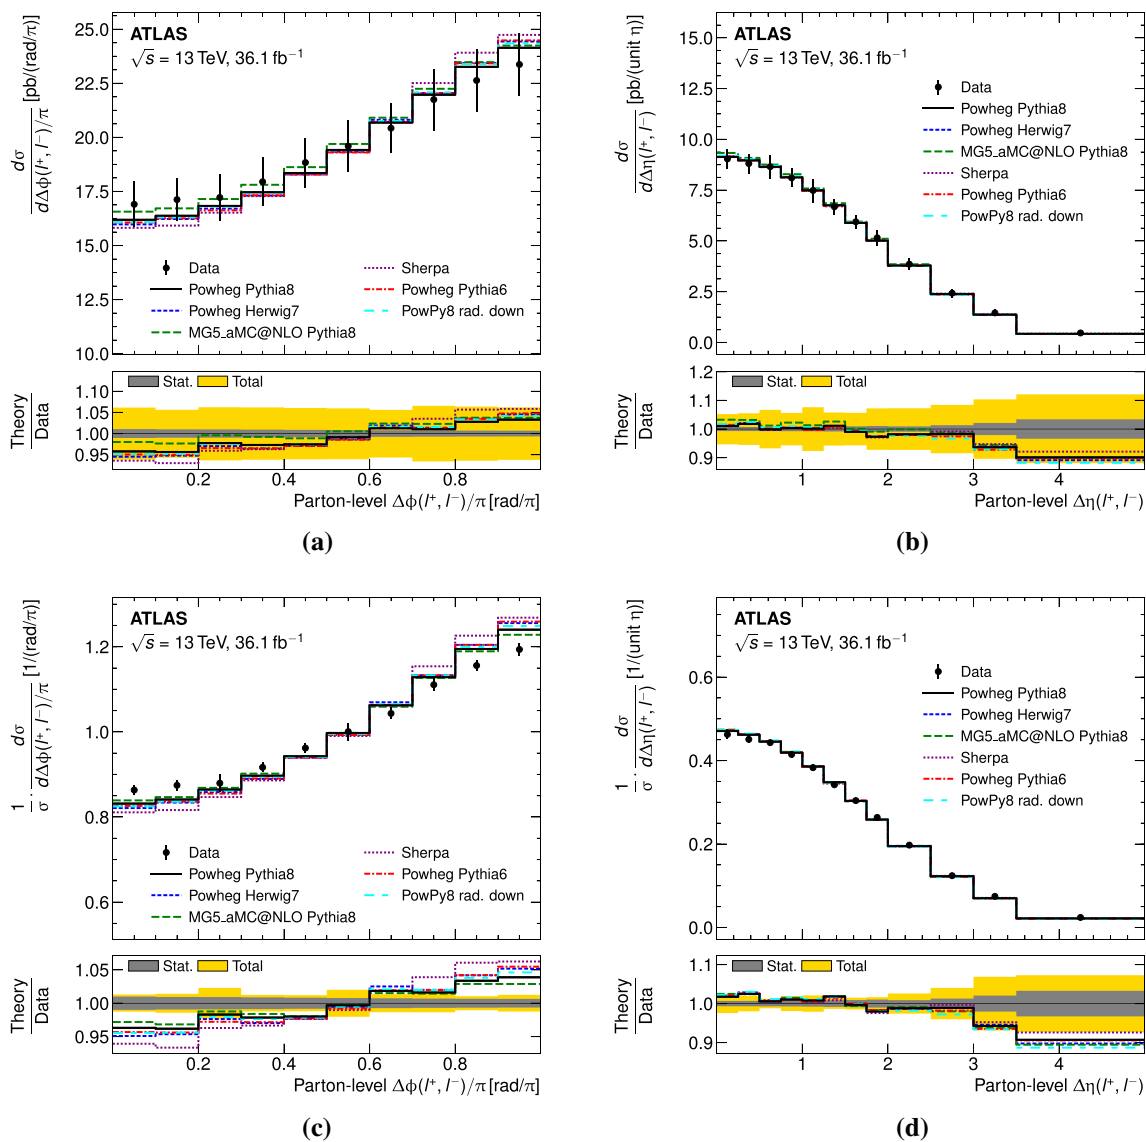 ATLAS
√s = 13 TeV, 36.1 fb⁻¹
dσ / dΔϕ(l⁺, l⁻)/π [pb/(rad/π)]
25.0
22.5
20.0
17.5
15.0
12.5
10.0
Data
Powheg Pythia8
Powheg Herwig7
MG5_aMC@NLO Pythia8
Sherpa
Powheg Pythia6
PowPy8 rad. down
Theory / Data
1.10
1.05
1.00
0.95
Stat. Total
0.2 0.4 0.6 0.8
Parton-level Δϕ(l⁺, l⁻)/π [rad/π]
(a)
ATLAS
√s = 13 TeV, 36.1 fb⁻¹
dσ / dΔη(l⁺, l⁻) [pb/(unit η)]
15.0
12.5
10.0
7.5
5.0
2.5
0.0
Data
Powheg Pythia8
Powheg Herwig7
MG5_aMC@NLO Pythia8
Sherpa
Powheg Pythia6
PowPy8 rad. down
Theory / Data
1.2
1.1
1.0
0.9
Stat. Total
1 2 3 4
Parton-level Δη(l⁺, l⁻)
(b)
ATLAS
√s = 13 TeV, 36.1 fb⁻¹
1/σ · dσ / dΔϕ(l⁺, l⁻)/π [1/(rad/π)]
1.2
1.0
0.8
0.6
Data
Powheg Pythia8
Powheg Herwig7
MG5_aMC@NLO Pythia8
Sherpa
Powheg Pythia6
PowPy8 rad. down
Theory / Data
1.05
1.00
0.95
Stat. Total
0.2 0.4 0.6 0.8
Parton-level Δϕ(l⁺, l⁻)/π [rad/π]
(c)
ATLAS
√s = 13 TeV, 36.1 fb⁻¹
1/σ · dσ / dΔη(l⁺, l⁻) [1/(unit η)]
0.6
0.4
0.2
0.0
Data
Powheg Pythia8
Powheg Herwig7
MG5_aMC@NLO Pythia8
Sherpa
Powheg Pythia6
PowPy8 rad. down
Theory / Data
1.1
1.0
0.9
Stat. Total
1 2 3 4
Parton-level Δη(l⁺, l⁻)
(d)